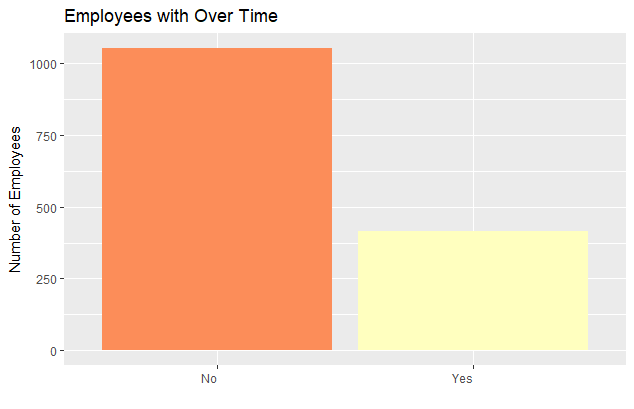 Employees with Over Time
Number of Employees
1000
750
500
250
0
No
Yes